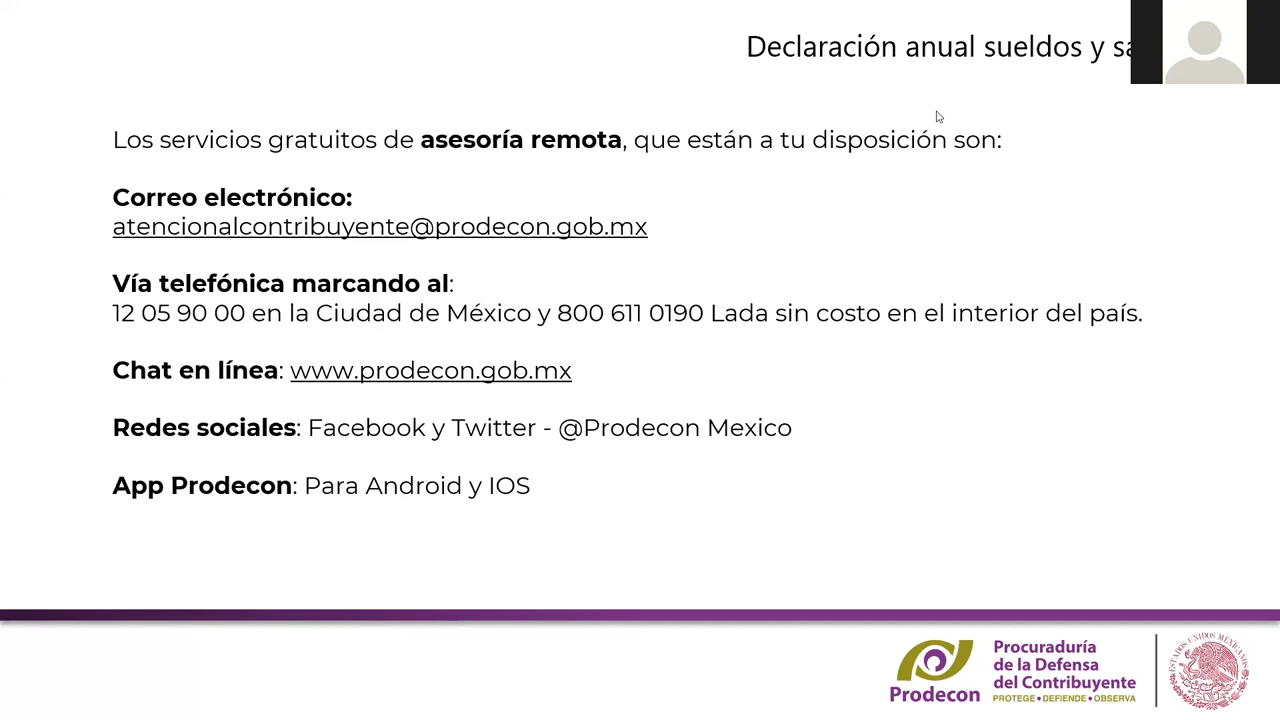 Declaración anual sueldos y
Los servicios gratuitos de asesoría remota, que están a tu disposición son:
Correo electrónico:
atencionalcontribuyente@prodecon.gob.mx
Vía telefónica marcando al:
12 05 90 00 en la Ciudad de México y 800 611 0190 Lada sin costo en el interior del país.
Chat en línea: www.prodecon.gob.mx
Redes sociales: Facebook y Twitter - @Prodecon Mexico
App Prodecon: Para Android y IOS
Prodecon
Procuraduría
de la Defensa
del Contribuyente
PROTEGE•DEFIENDE•OBSERVA
ESTADOS UNIDOS MEXICANOS